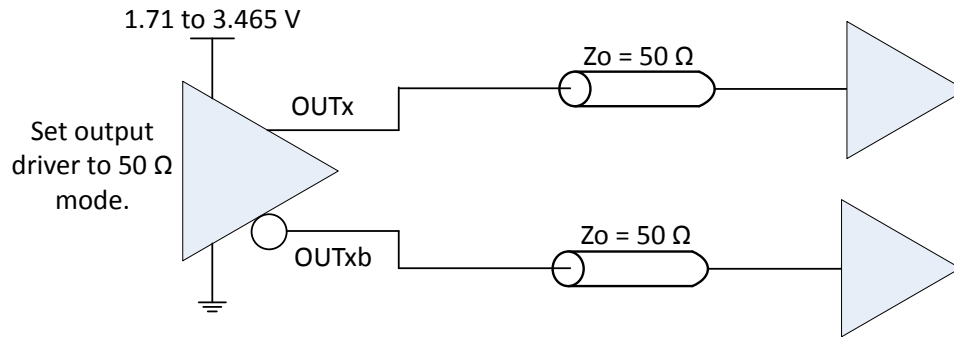 1.71 to 3.465 V
Zo = 50 Ω
OUTx
Set output
driver to 50 Ω
mode.
Zo = 50 Ω
OUTxb